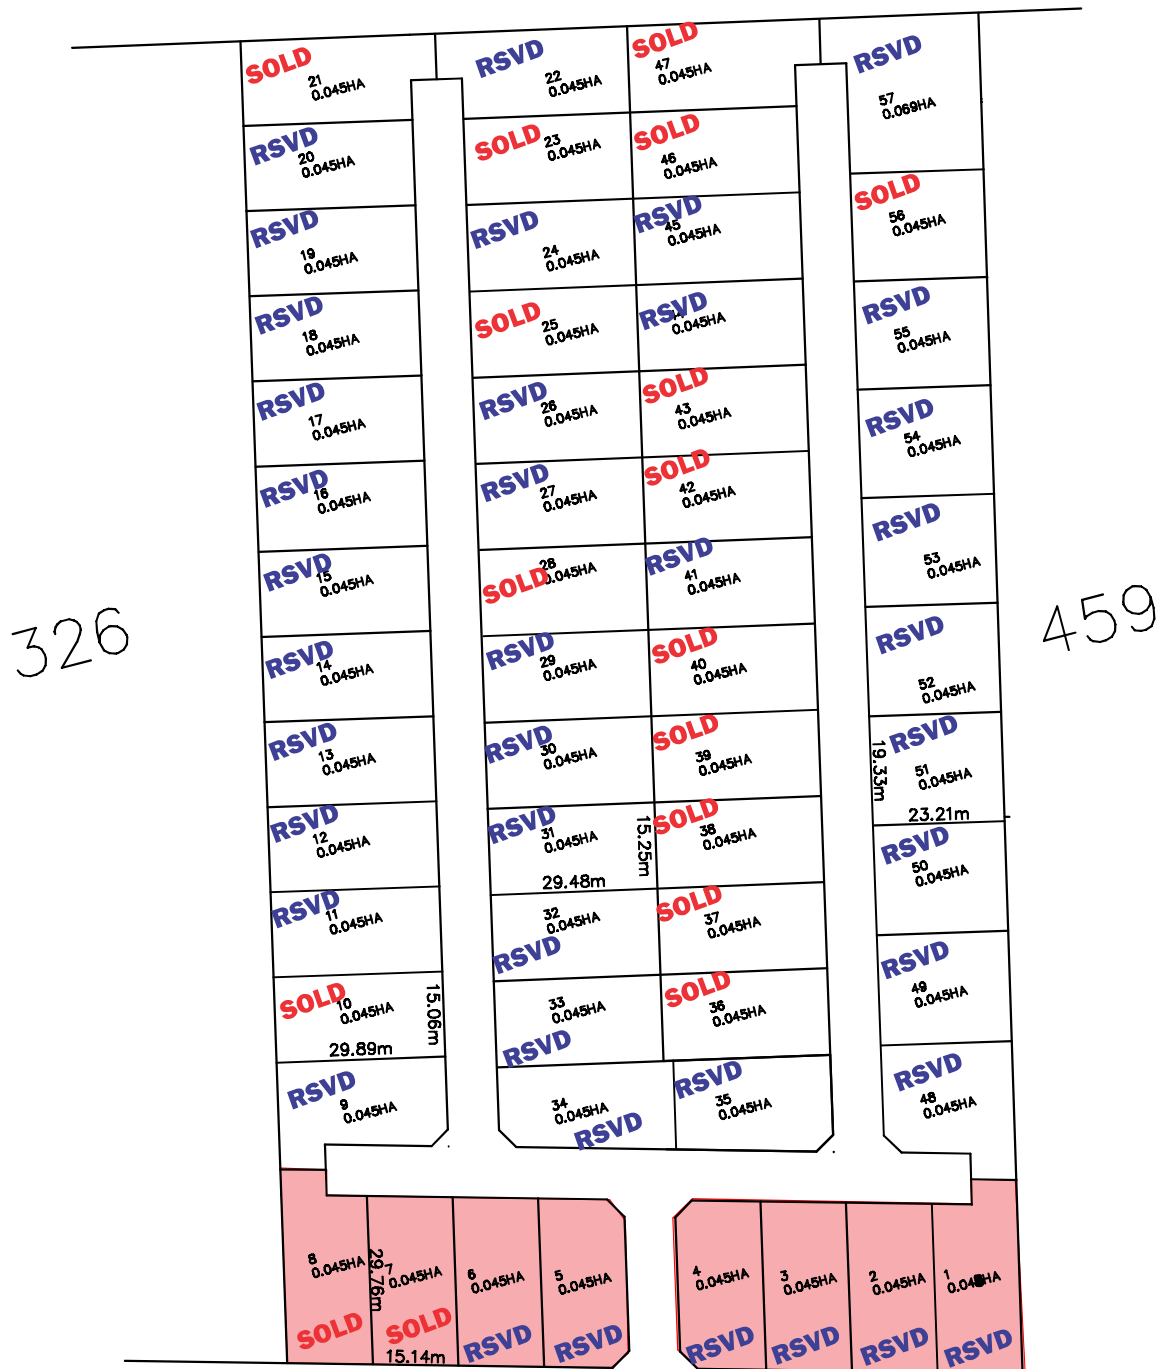 SOLD
21
0.045HA
RSVD
20
0.045HA
RSVD
19
0.045HA
RSVD
18
0.045HA
RSVD
17
0.045HA
RSVD
16
0.045HA
RSVD
15
0.045HA
RSVD
14
0.045HA
RSVD
13
0.045HA
RSVD
12
0.045HA
RSVD
11
0.045HA
SOLD
10
0.045HA
15.06m
29.89m
RSVD
9
0.045HA
RSVD
22
0.045HA
SOLD
23
0.045HA
RSVD
24
0.045HA
SOLD
25
0.045HA
RSVD
26
0.045HA
RSVD
27
0.045HA
28
0.045HA
SOLD
RSVD
29
0.045HA
RSVD
30
0.045HA
RSVD
31
0.045HA
15.25m
29.48m
32
0.045HA
RSVD
33
0.045HA
RSVD
34
0.045HA
RSVD
SOLD
47
0.045HA
SOLD
46
0.045HA
RSVD
45
0.045HA
RSVD
0.045HA
SOLD
43
0.045HA
SOLD
42
0.045HA
RSVD
41
0.045HA
SOLD
40
0.045HA
SOLD
39
0.045HA
SOLD
38
0.045HA
SOLD
37
0.045HA
SOLD
36
0.045HA
RSVD
35
0.045HA
RSVD
57
0.069HA
SOLD
56
0.045HA
RSVD
55
0.045HA
RSVD
54
0.045HA
RSVD
53
0.045HA
RSVD
52
0.045HA
RSVD
19.33m
51
0.045HA
23.21m
RSVD
50
0.045HA
RSVD
49
0.045HA
RSVD
48
0.045HA
326
459
8
0.045HA
SOLD
29.76m
7
0.045HA
SOLD
15.14m
6
0.045HA
RSVD
5
0.045HA
RSVD
4
0.045HA
RSVD
3
0.045HA
RSVD
2
0.045HA
RSVD
1
RSVD